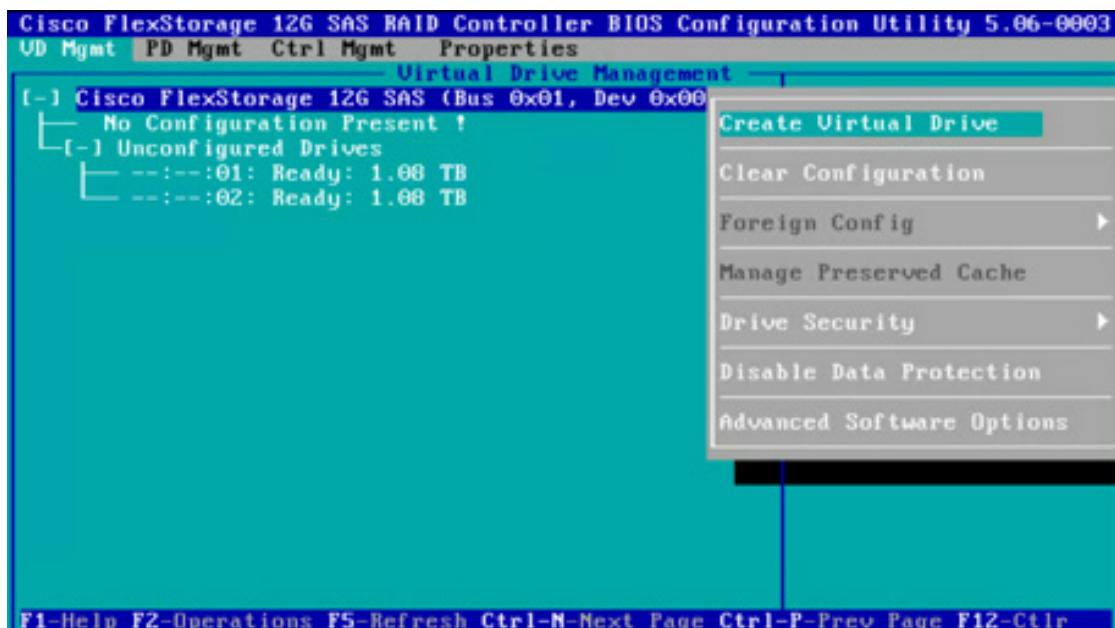 Cisco FlexStorage 12G SAS RAID Controller BIOS Configuration Utility 5.06-0003
VD Mgmt PD Mgmt Ctrl Mgmt Properties
Virtual Drive Management
[-] Cisco FlexStorage 12G SAS (Bus 0x01, Dev 0x00
No Configuration Present !
[-] Unconfigured Drives
--:--:01: Ready: 1.08 TB
--:--:02: Ready: 1.08 TB
Create Virtual Drive
Clear Configuration
Foreign Config
Manage Preserved Cache
Drive Security
Disable Data Protection
Advanced Software Options
F1-Help F2-Operations F5-Refresh Ctrl-N-Next Page Ctrl-P-Prev Page F12-Ctlr